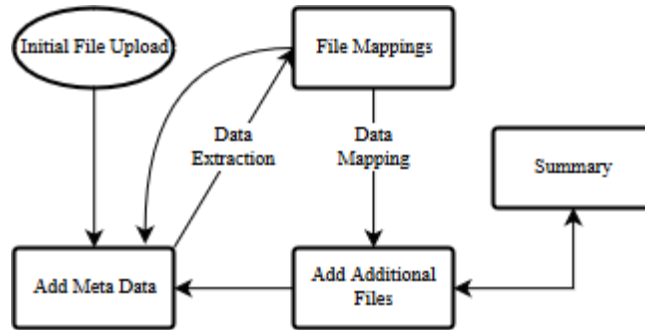 Initial File Upload
File Mappings
Data
Extraction
Data
Mapping
Summary
Add Meta Data
Add Additional
Files